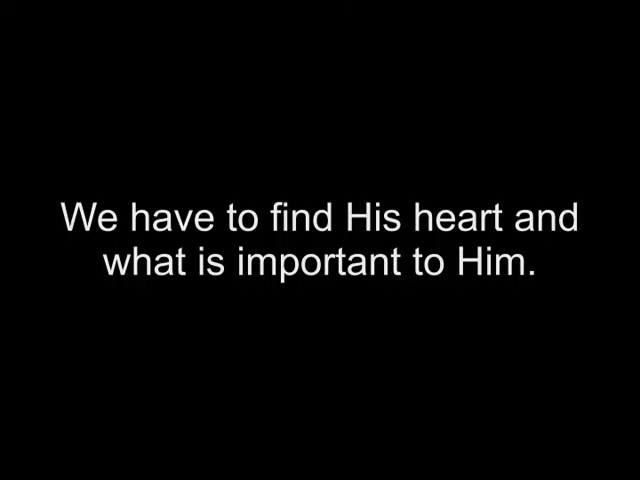 We have to find His heart and
what is important to Him.